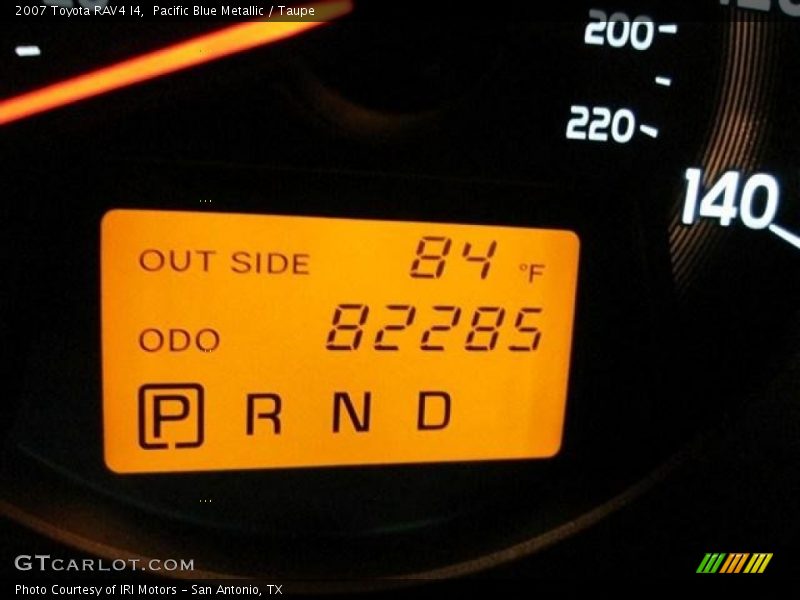 2007 Toyota RAV4 I4,  Pacific Blue Metallic / Taupe
200
220
140
OUT SIDE 84 °F
ODO 82285
P R N D
GTCARLOT.COM
Photo Courtesy of IRI Motors - San Antonio, TX